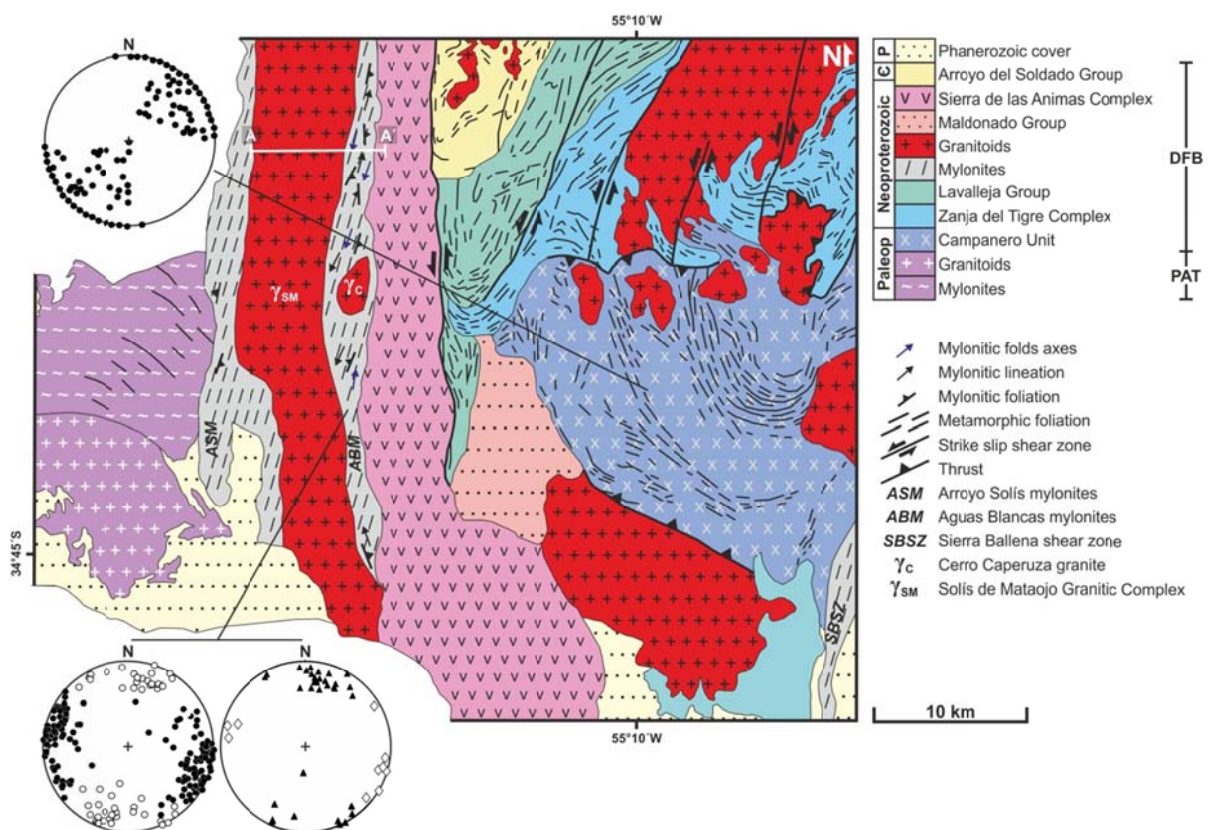 55°10´W
N
N
A
A´
γSM
γC
ASM
ABM
34°45´S
SBSZ
N
N
55°10´W
P
Є
Neoproterozoic
Paleop
Phanerozoic cover
Arroyo del Soldado Group
Sierra de las Animas Complex
Maldonado Group
Granitoids
Mylonites
Lavalleja Group
Zanja del Tigre Complex
Campanero Unit
Granitoids
Mylonites
DFB
PAT
Mylonitic folds axes
Mylonitic lineation
Mylonitic foliation
Metamorphic foliation
Strike slip shear zone
Thrust
ASM Arroyo Solís mylonites
ABM Aguas Blancas mylonites
SBSZ Sierra Ballena shear zone
γC Cerro Caperuza granite
γSM Solís de Mataojo Granitic Complex
10 km